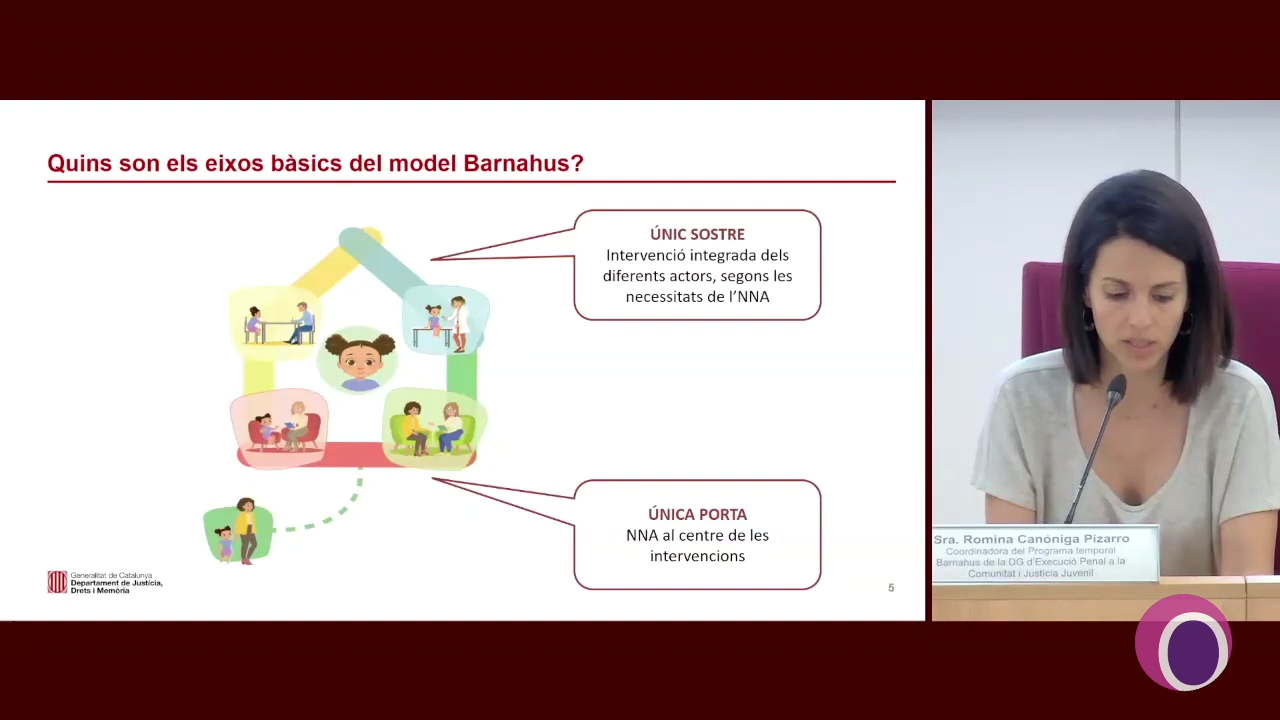 Quins son els eixos bàsics del model Barnahus?
ÚNIC SOSTRE
Intervenció integrada dels
diferents actors, segons les
necessitats de l’NNA
ÚNICA PORTA
NNA al centre de les
intervencions
Generalitat de Catalunya
Departament de Justícia,
Drets i Memòria
5
Sra. Romina Canóniga Pizarro
Coordinadora del Programa temporal
Barnahus de la DG d'Execució Penal a la
Comunitat i Justícia Juvenil